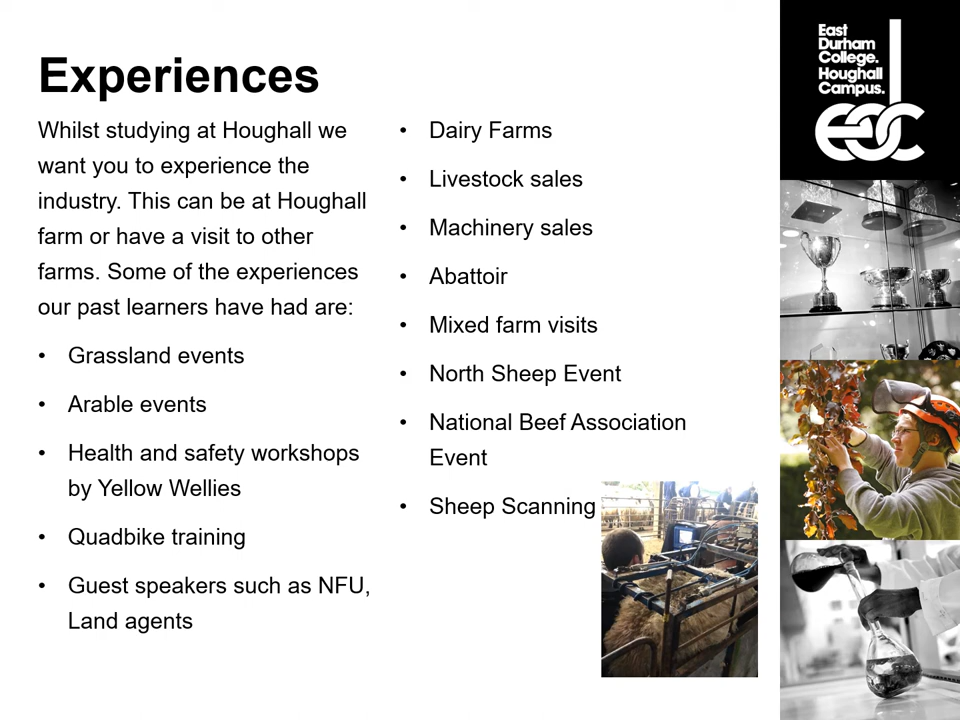 Experiences
Whilst studying at Houghall we
want you to experience the
industry. This can be at Houghall
farm or have a visit to other
farms. Some of the experiences
our past learners have had are:
• Grassland events
• Arable events
• Health and safety workshops
by Yellow Wellies
• Quadbike training
• Guest speakers such as NFU,
Land agents
• Dairy Farms
• Livestock sales
• Machinery sales
• Abattoir
• Mixed farm visits
• North Sheep Event
• National Beef Association
Event
• Sheep Scanning
East
Durham
College.
Houghall
Campus.
edc